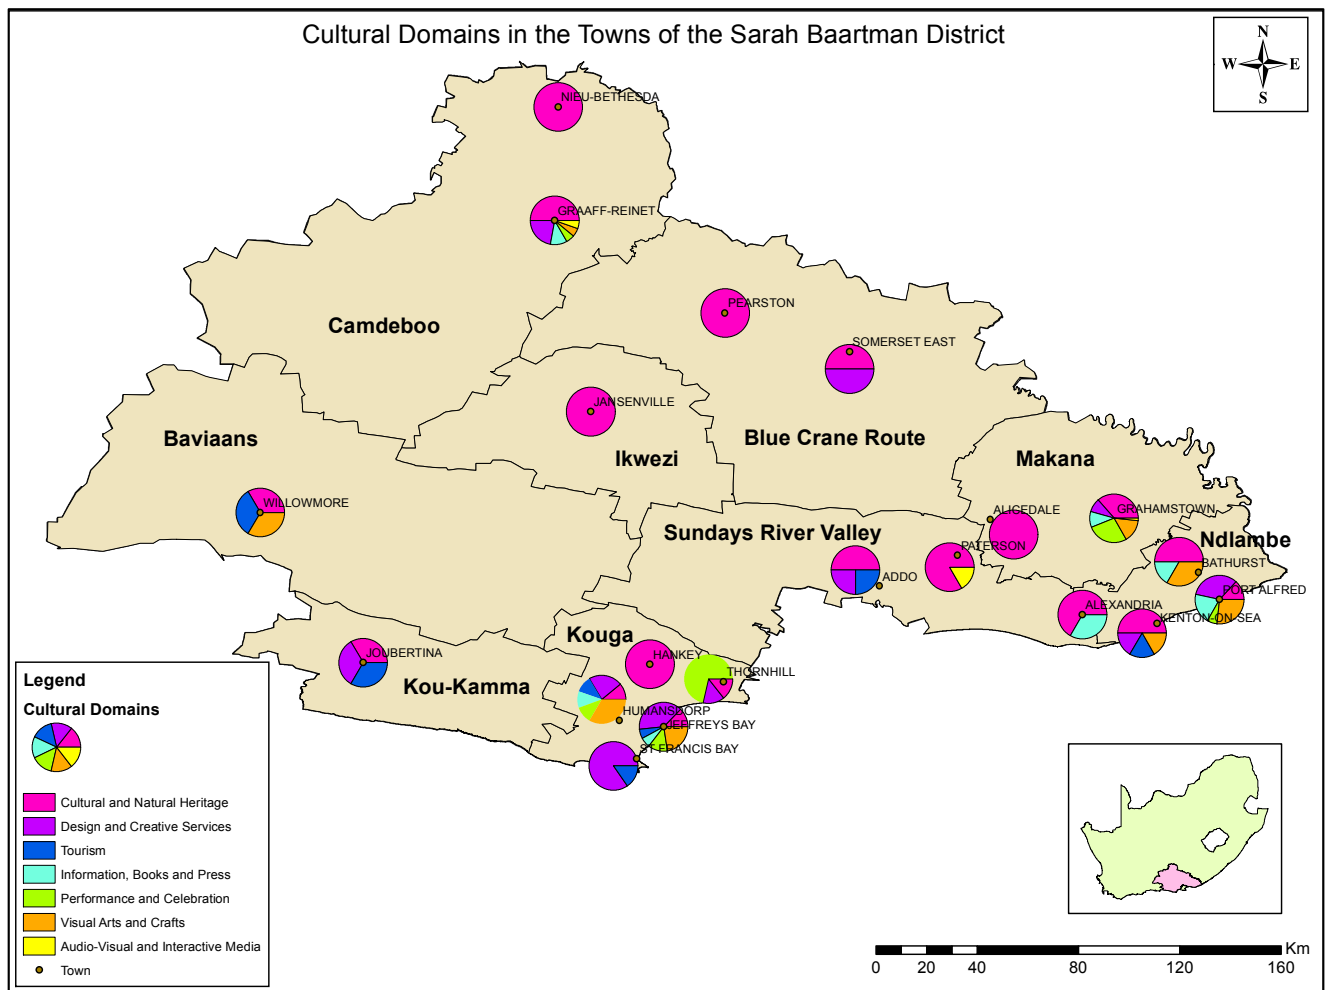 Cultural Domains in the Towns of the Sarah Baartman District
N
W E
S
NIEU-BETHESDA
GRAAFF-REINET
PEARSTON
Camdeboo
SOMERSET EAST
JANSENVILLE
Baviaans
Blue Crane Route
Ikwezi
Makana
WILLOWMORE
ALICEDALE
GRAHAMSTOWN
Sundays River Valley
Ndlambe
PATERSON
BATHURST
ADDO
PORT ALFRED
ALEXANDRIA
KENTON-ON-SEA
Kouga
JOUBERTINA
HANKEY
THORNHILL
Kou-Kamma
HUMANSDORP
JEFFREYS BAY
ST FRANCIS BAY
Legend
Cultural Domains
Cultural and Natural Heritage
Design and Creative Services
Tourism
Information, Books and Press
Performance and Celebration
Visual Arts and Crafts
Audio-Visual and Interactive Media
Town
Km
0 20 40 80 120 160